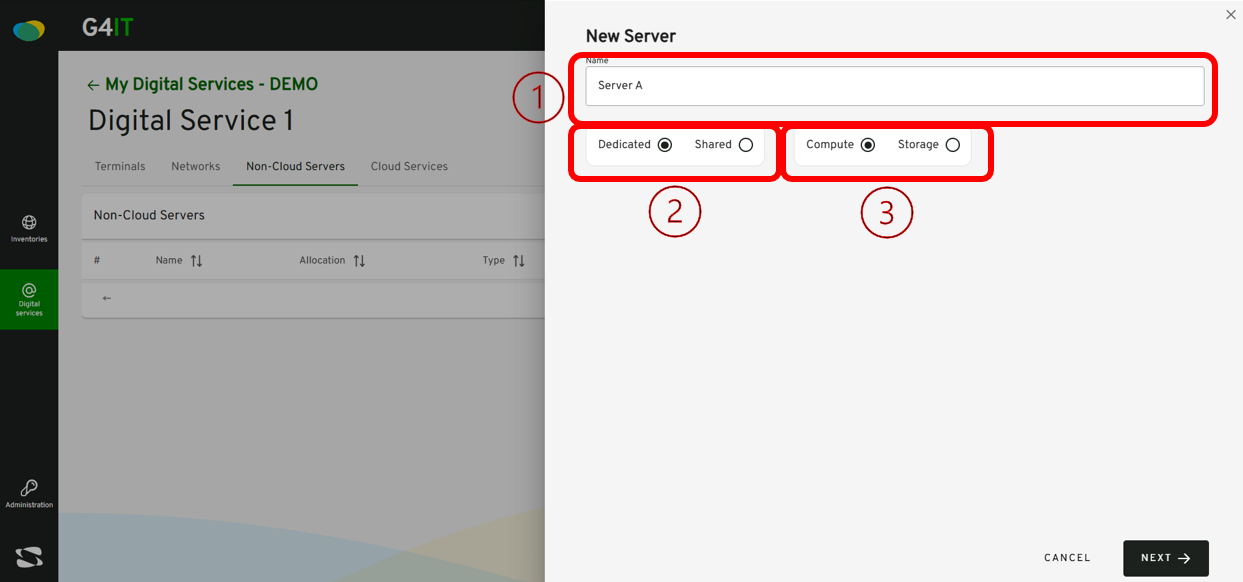 G4IT
← My Digital Services - DEMO
Digital Service 1
Terminals Networks Non-Cloud Servers Cloud Services
Non-Cloud Servers
# Name Allocation Type
←
Inventories
Digital
services
Administration
New Server
Name
Server A
1
Dedicated Shared
Compute Storage
2
3
CANCEL
NEXT →